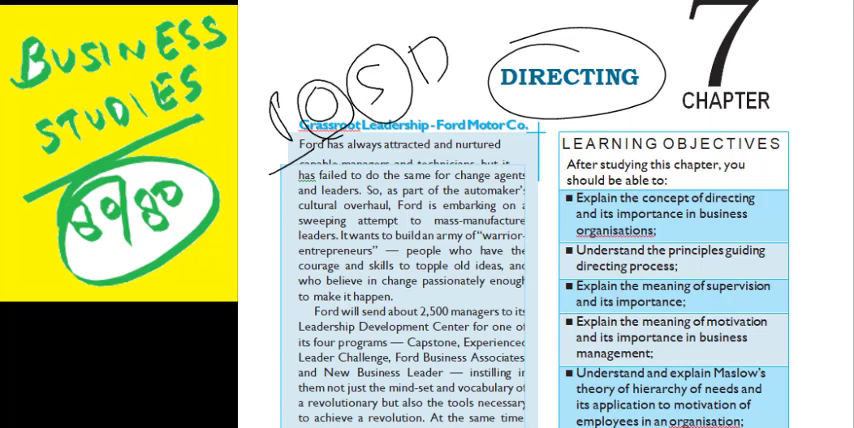 BUSINESS
STUDIES
80/80
POSD
DIRECTING
7
CHAPTER
Grassroot Leadership - Ford Motor Co.
Ford has always attracted and nurtured
capable managers and technicians, but it
has failed to do the same for change agents
and leaders. So, as part of the automaker's
cultural overhaul, Ford is embarking on a
sweeping attempt to mass-manufacture
leaders. It wants to build an army of “warrior-
entrepreneurs” — people who have the
courage and skills to topple old ideas, and
who believe in change passionately enough
to make it happen.
Ford will send about 2,500 managers to its
Leadership Development Center for one of
its four programs — Capstone, Experienced
Leader Challenge, Ford Business Associates
and New Business Leader — instilling in
them not just the mind-set and vocabulary of
a revolutionary but also the tools necessary
to achieve a revolution. At the same time,
LEARNING OBJECTIVES
After studying this chapter, you
should be able to:
■ Explain the concept of directing
and its importance in business
organisations;
■ Understand the principles guiding
directing process;
■ Explain the meaning of supervision
and its importance;
■ Explain the meaning of motivation
and its importance in business
management;
■ Understand and explain Maslow's
theory of hierarchy of needs and
its application to motivation of
employees in an organisation;